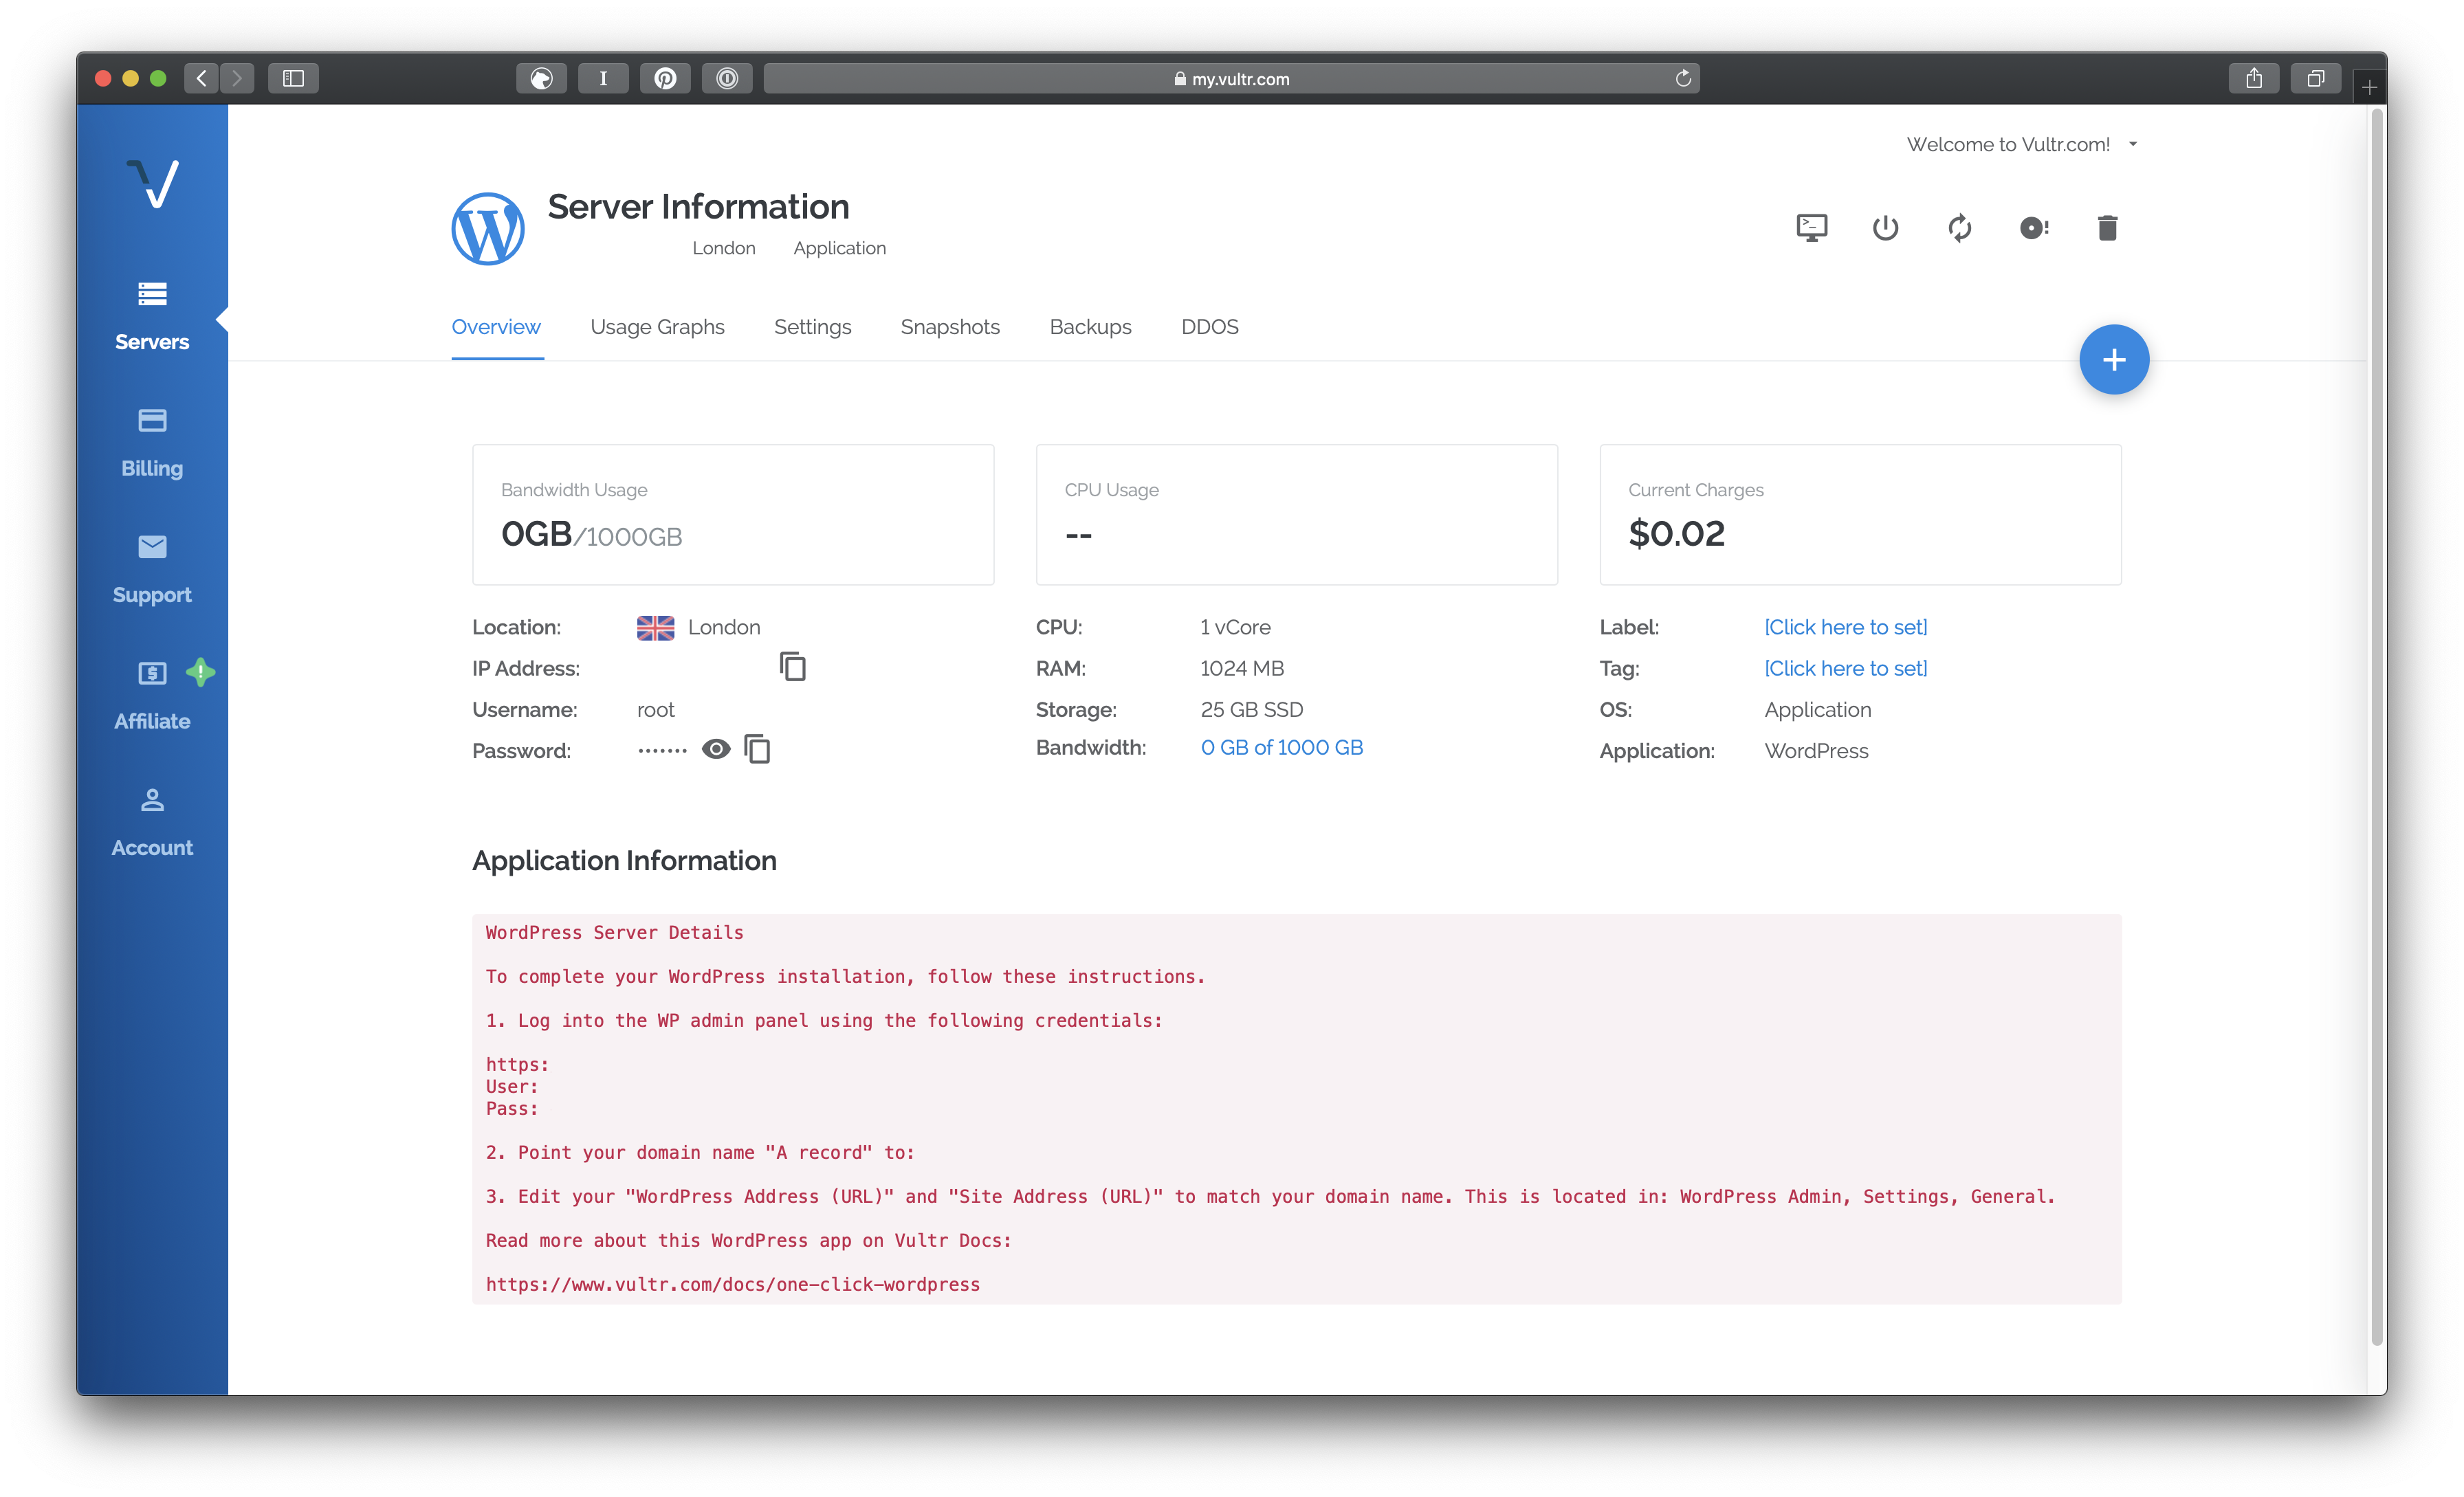 my.vultr.com
Welcome to Vultr.com!
Server Information
London Application
Overview Usage Graphs Settings Snapshots Backups DDOS
Servers
Billing
Support
Affiliate
Account
Bandwidth Usage
0GB/1000GB
CPU Usage
--
Current Charges
$0.02
Location: London
IP Address:
Username: root
Password: •••••••
CPU: 1 vCore
RAM: 1024 MB
Storage: 25 GB SSD
Bandwidth: 0 GB of 1000 GB
Label: [Click here to set]
Tag: [Click here to set]
OS: Application
Application: WordPress
Application Information
WordPress Server Details
To complete your WordPress installation, follow these instructions.
1. Log into the WP admin panel using the following credentials:
https:
User:
Pass:
2. Point your domain name "A record" to:
3. Edit your "WordPress Address (URL)" and "Site Address (URL)" to match your domain name. This is located in: WordPress Admin, Settings, General.
Read more about this WordPress app on Vultr Docs:
https://www.vultr.com/docs/one-click-wordpress